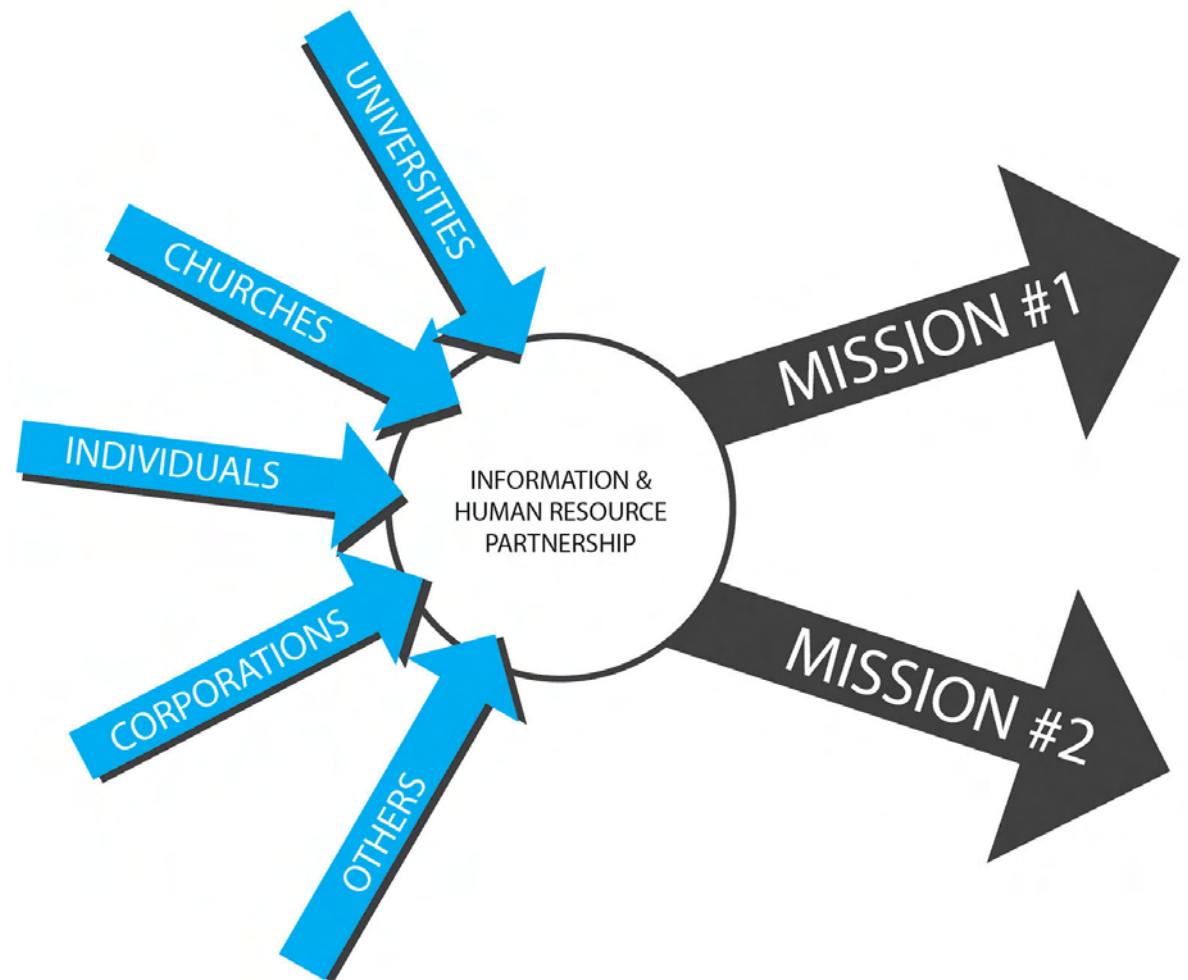 UNIVERSITIES
CHURCHES
INDIVIDUALS
CORPORATIONS
OTHERS
INFORMATION &
HUMAN RESOURCE
PARTNERSHIP
MISSION #1
MISSION #2